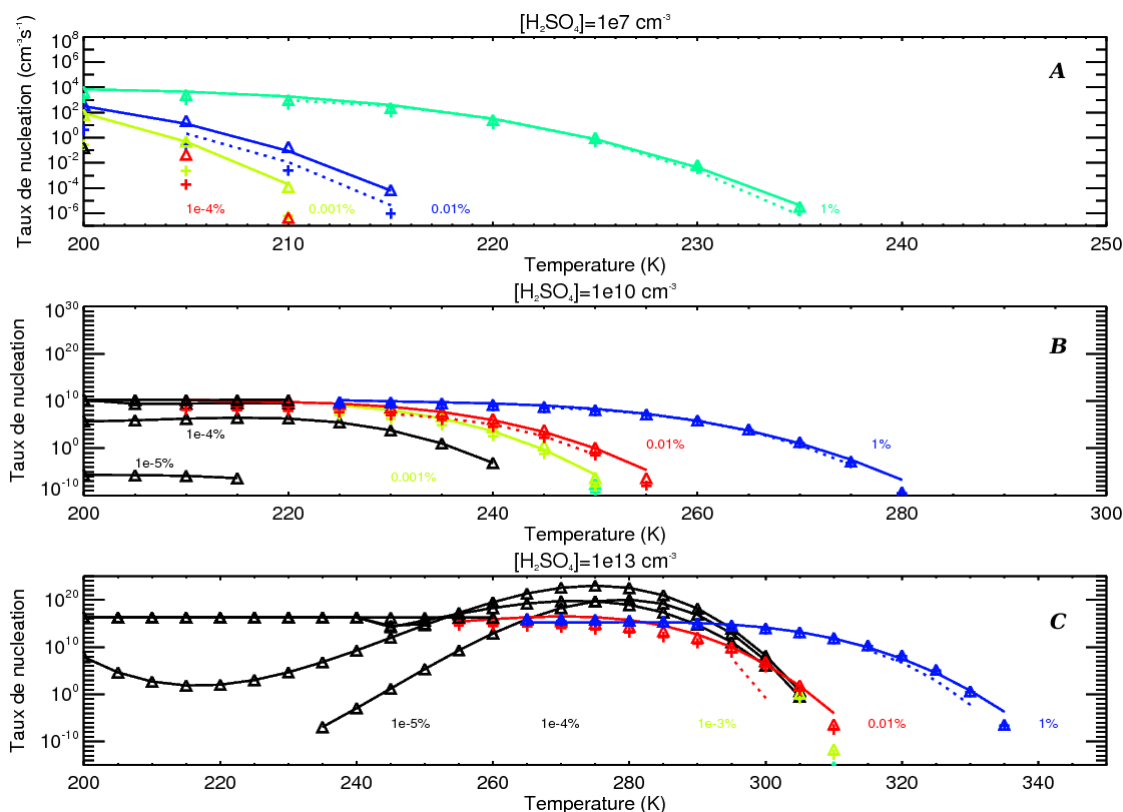 [H₂SO₄]=1e7 cm⁻³
Taux de nucleation (cm⁻³s⁻¹)
10⁸
10⁶
10⁴
10²
10⁰
10⁻²
10⁻⁴
10⁻⁶
A
1e-4%
0.001%
0.01%
1%
200 210 220 230 240 250
Temperature (K)
[H₂SO₄]=1e10 cm⁻³
Taux de nucleation
10³⁰
10²⁰
10¹⁰
10⁰
10⁻¹⁰
B
1e-4%
0.01%
1%
1e-5%
0.001%
200 220 240 260 280 300
Temperature (K)
[H₂SO₄]=1e13 cm⁻³
Taux de nucleation
10²⁰
10¹⁰
10⁰
10⁻¹⁰
C
1e-5%
1e-4%
1e-3%
0.01%
1%
200 220 240 260 280 300 320 340
Temperature (K)